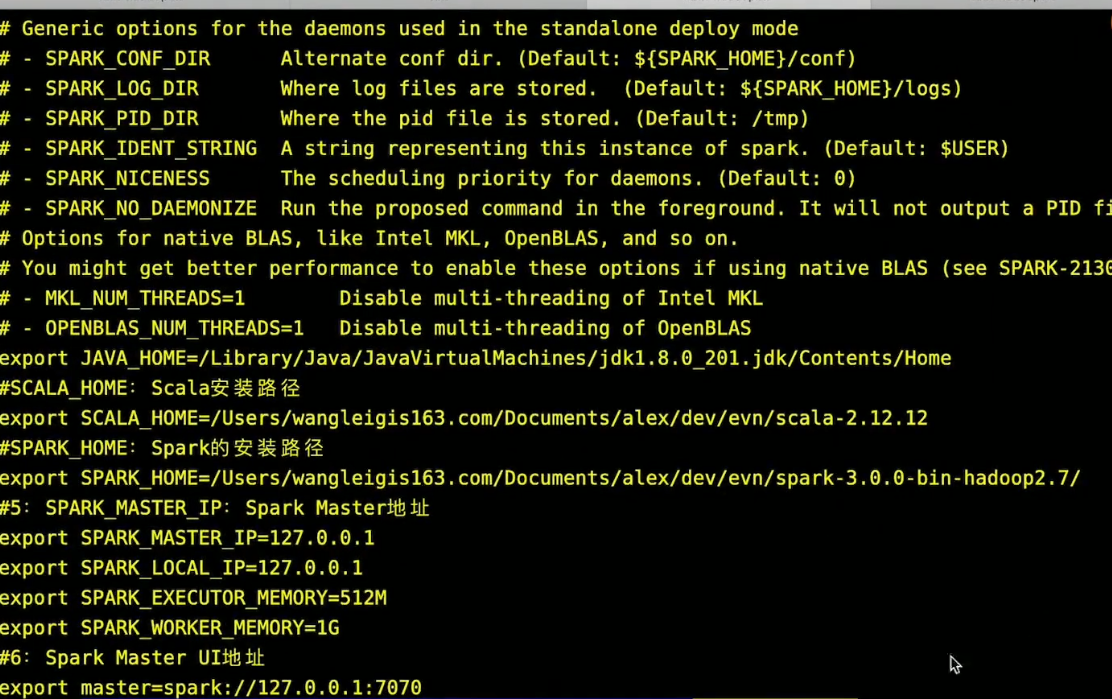 # Generic options for the daemons used in the standalone deploy mode
# - SPARK_CONF_DIR      Alternate conf dir. (Default: ${SPARK_HOME}/conf)
# - SPARK_LOG_DIR       Where log files are stored.  (Default: ${SPARK_HOME}/logs)
# - SPARK_PID_DIR       Where the pid file is stored. (Default: /tmp)
# - SPARK_IDENT_STRING  A string representing this instance of spark. (Default: $USER)
# - SPARK_NICENESS      The scheduling priority for daemons. (Default: 0)
# - SPARK_NO_DAEMONIZE  Run the proposed command in the foreground. It will not output a PID fi
# Options for native BLAS, like Intel MKL, OpenBLAS, and so on.
# You might get better performance to enable these options if using native BLAS (see SPARK-2130
# - MKL_NUM_THREADS=1        Disable multi-threading of Intel MKL
# - OPENBLAS_NUM_THREADS=1   Disable multi-threading of OpenBLAS
export JAVA_HOME=/Library/Java/JavaVirtualMachines/jdk1.8.0_201.jdk/Contents/Home
#SCALA_HOME: Scala安装路径
export SCALA_HOME=/Users/wangleigis163.com/Documents/alex/dev/evn/scala-2.12.12
#SPARK_HOME: Spark的安装路径
export SPARK_HOME=/Users/wangleigis163.com/Documents/alex/dev/evn/spark-3.0.0-bin-hadoop2.7/
#5: SPARK_MASTER_IP: Spark Master地址
export SPARK_MASTER_IP=127.0.0.1
export SPARK_LOCAL_IP=127.0.0.1
export SPARK_EXECUTOR_MEMORY=512M
export SPARK_WORKER_MEMORY=1G
#6: Spark Master UI地址
export master=spark://127.0.0.1:7070